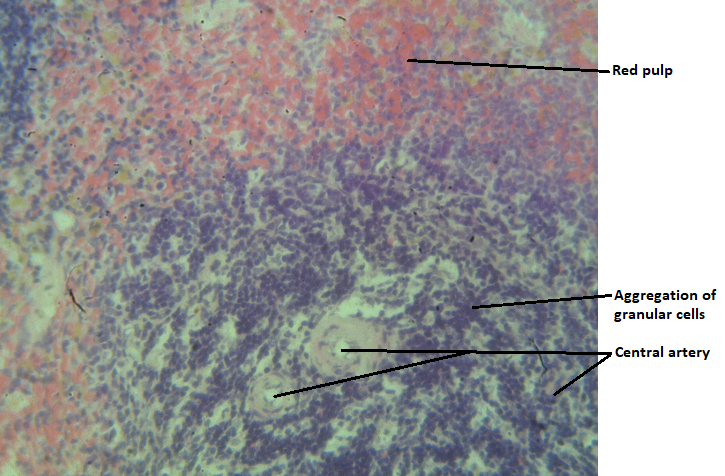 Red pulp
Aggregation of
granular cells
Central artery